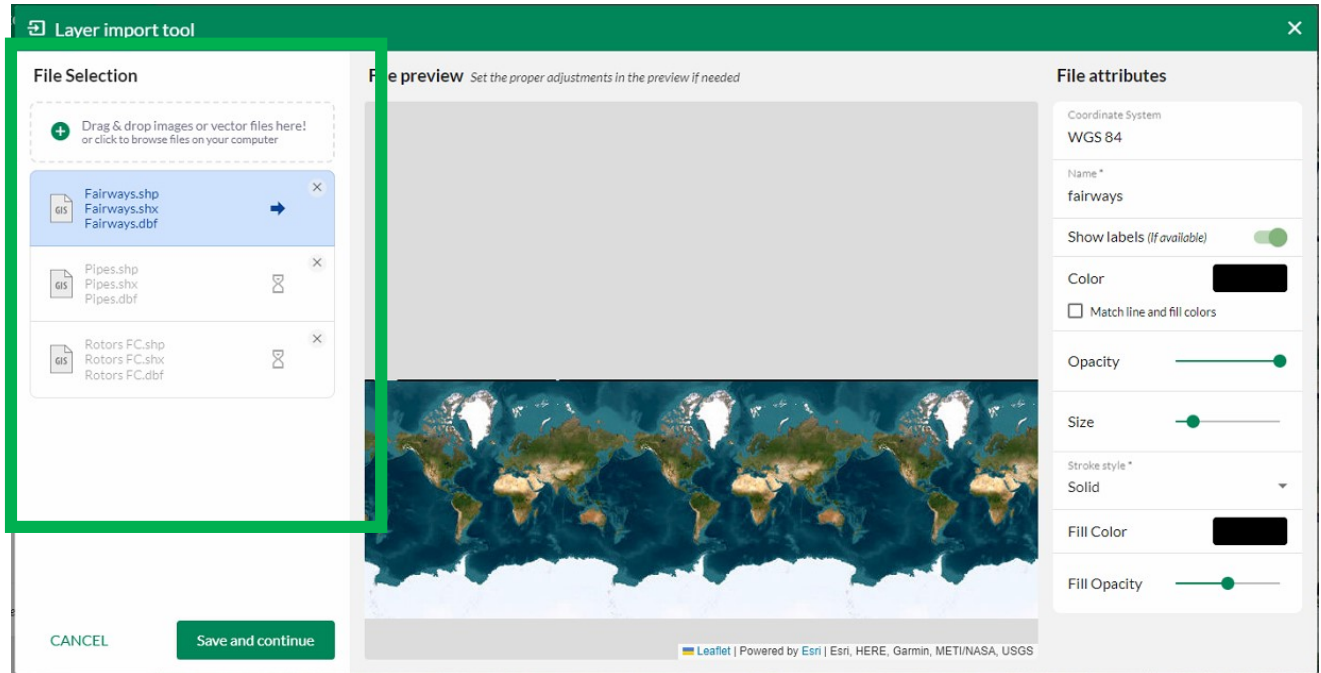 Layer import tool
File Selection
Drag & drop images or vector files here!
or click to browse files on your computer
GIS
Fairways.shp
Fairways.shx
Fairways.dbf
GIS
Pipes.shp
Pipes.shx
Pipes.dbf
GIS
Rotors FC.shp
Rotors FC.shx
Rotors FC.dbf
CANCEL
Save and continue
File preview Set the proper adjustments in the preview if needed
Leaflet | Powered by Esri | Esri, HERE, Garmin, METI/NASA, USGS
File attributes
Coordinate System
WGS 84
Name *
fairways
Show labels (If available)
Color
Match line and fill colors
Opacity
Size
Stroke style *
Solid
Fill Color
Fill Opacity